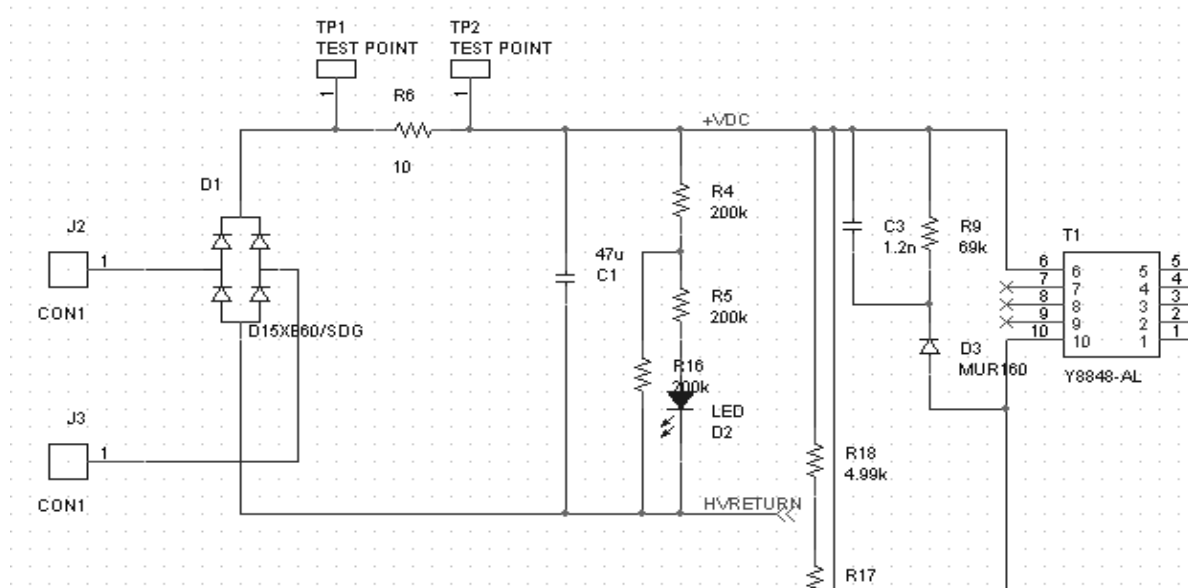 TP1
TEST POINT
TP2
TEST POINT
1
1
R6
10
+VDC
D1
R4
200k
J2
1
CON1
47u
C1
C3
1.2n
R9
69k
T1
6
7
8
9
10
6
7
8
9
10
5
4
3
2
1
5
4
3
2
1
Y8848-AL
R5
200k
D15XB60/SDG
R16
200k
D3
MUR160
LED
D2
J3
1
CON1
R18
4.99k
HVRETURN
R17